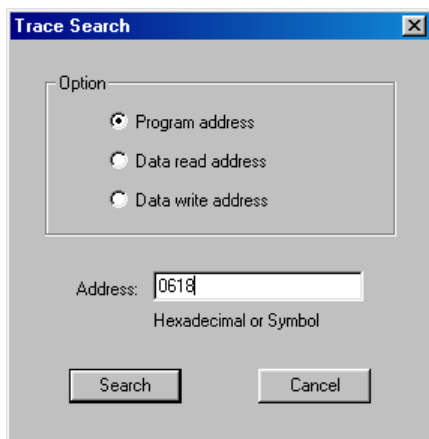 Trace Search
Option
Program address
Data read address
Data write address
Address: 0618
Hexadecimal or Symbol
Search Cancel